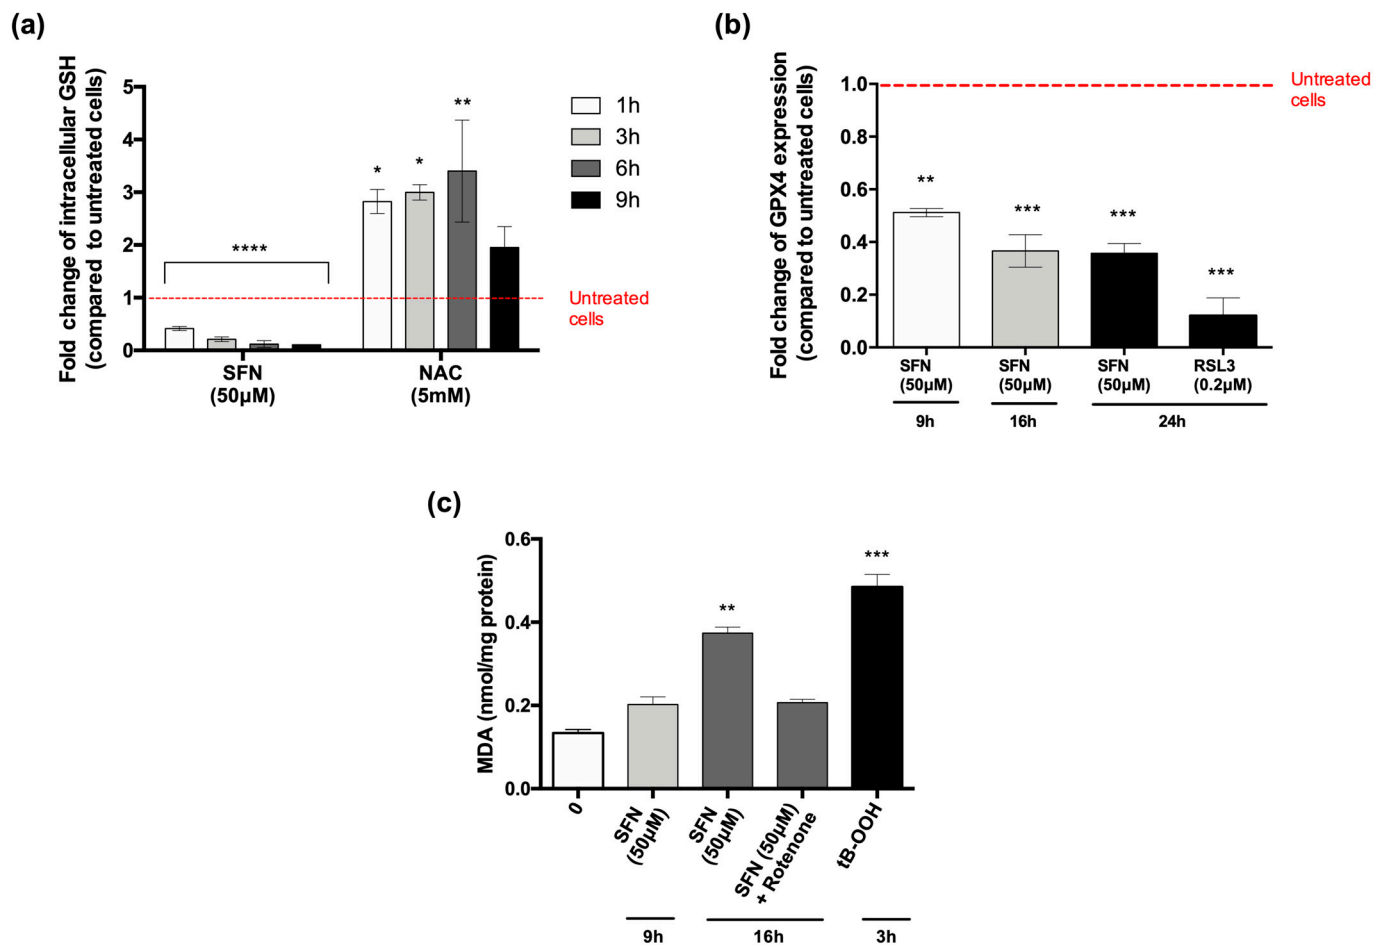 (a)
Fold change of intracellular GSH
(compared to untreated cells)
5
4
3
2
1
0
****
*
*
**
1h
3h
6h
9h
Untreated
cells
SFN
(50µM)
NAC
(5mM)
(b)
Fold change of GPX4 expression
(compared to untreated cells)
1.0
0.8
0.6
0.4
0.2
0.0
Untreated
cells
**
***
***
***
SFN
(50µM)
SFN
(50µM)
SFN
(50µM)
RSL3
(0.2µM)
9h
16h
24h
(c)
MDA (nmol/mg protein)
0.6
0.4
0.2
0.0
**
***
0
SFN
(50µM)
SFN
(50µM)
SFN (50µM)
+ Rotenone
tB-OOH
9h
16h
3h